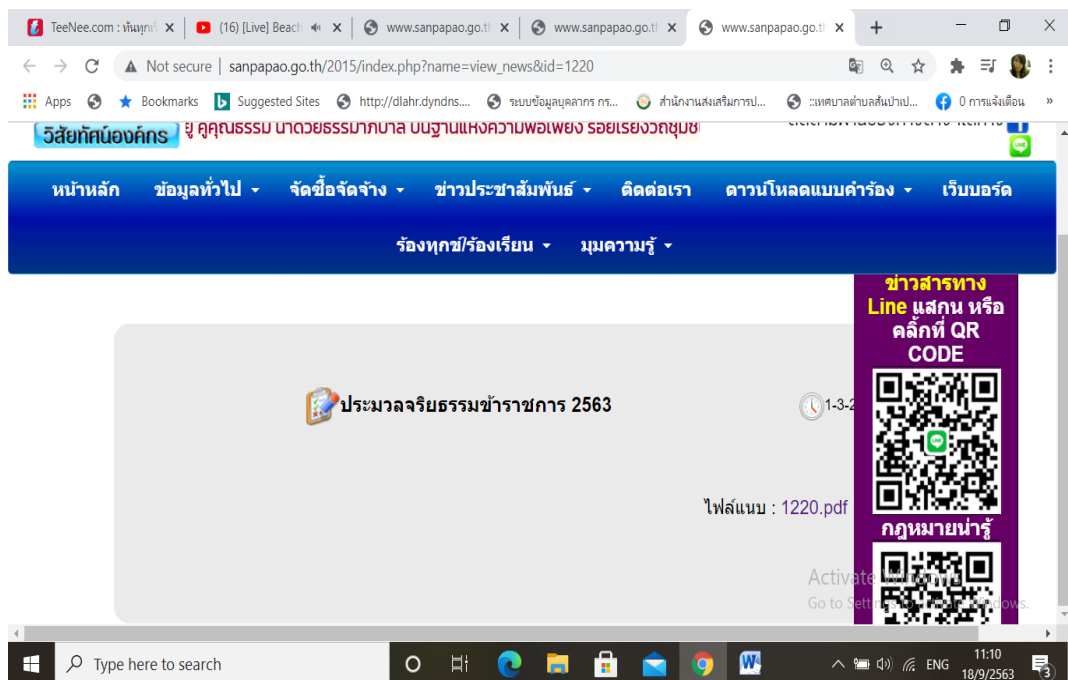 TeeNee.com : ทันทุกเรื่
(16) [Live] Beach
www.sanpapao.go.th
www.sanpapao.go.th
www.sanpapao.go.th
Not secure | sanpapao.go.th/2015/index.php?name=view_news&id=1220
Apps Bookmarks Suggested Sites http://dlahr.dyndns.... ระบบข้อมูลบุคลากร กร... สำนักงานส่งเสริมการป... :::เทศบาลตำบลสันป่าเป... 0 การแจ้งเตือน »
วิสัยทัศน์องค์กร
หน้าหลัก ข้อมูลทั่วไป จัดซื้อจัดจ้าง ข่าวประชาสัมพันธ์ ติดต่อเรา ดาวน์โหลดแบบคำร้อง เว็บบอร์ด
ร้องทุกข์/ร้องเรียน มุมความรู้
ข่าวสารทาง
Line แสกน หรือ
คลิ้กที่ QR
CODE
ประมวลจริยธรรมข้าราชการ 2563
1-3-2
ไฟล์แนบ : 1220.pdf
กฎหมายน่ารู้
Activate Windows
Go to Settings to activate Windows.
Type here to search
ENG
11:10
18/9/2563
3